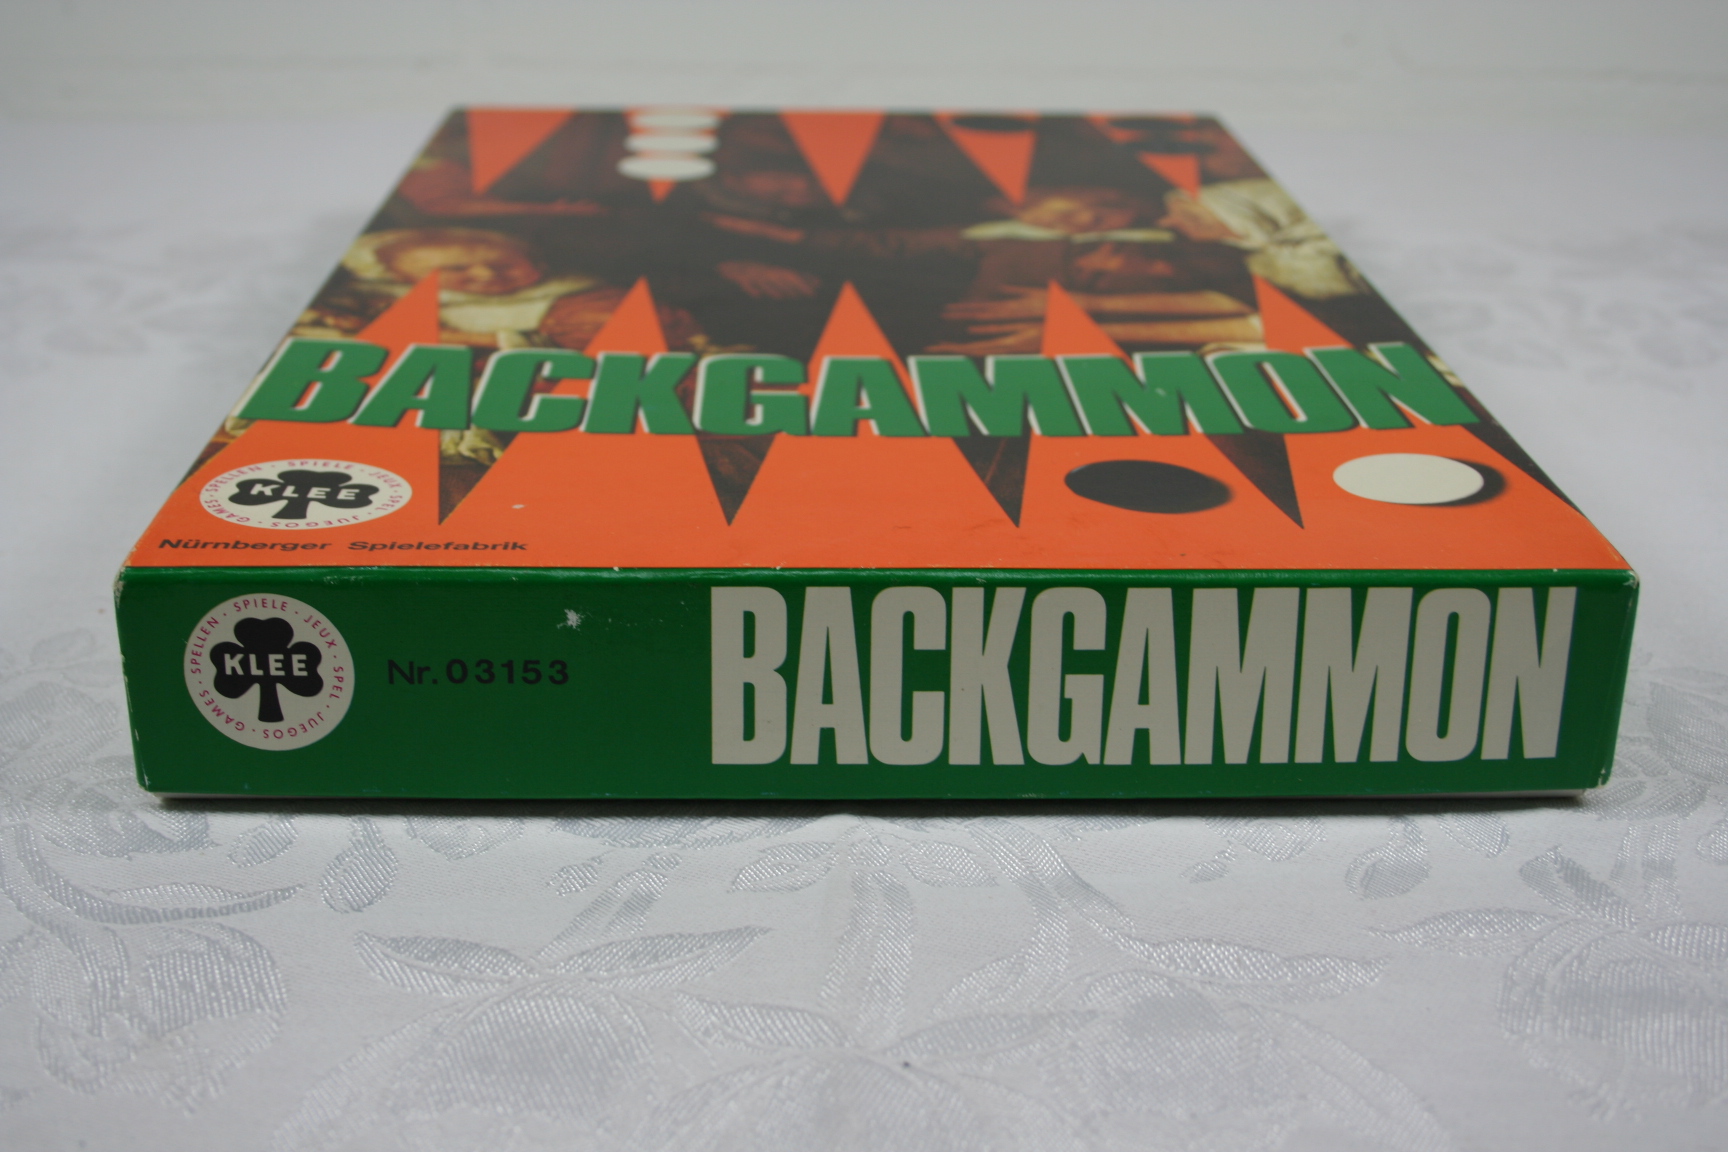 BACKGAMMON
SPIELE · JEUX · SPEL · JUEGOS · GAMES · SPELLEN ·
KLEE
Nürnberger Spielefabrik
SPIELE · JEUX · SPEL · JUEGOS · GAMES · SPELLEN ·
KLEE
Nr. 03153
BACKGAMMON